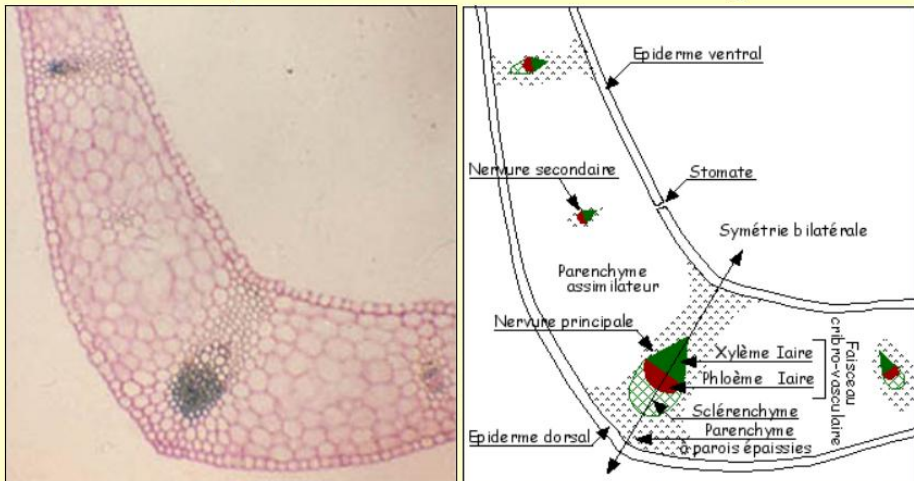 Epiderme ventral
Nervure secondaire
Stomate
Symétrie bilatérale
Parenchyme
assimilateur
Nervure principale
Xylème Iaire
Phloème Iaire
Faisceau
cribro-vasculaire
Sclérenchyme
Epiderme dorsal
Parenchyme
à parois épaissies